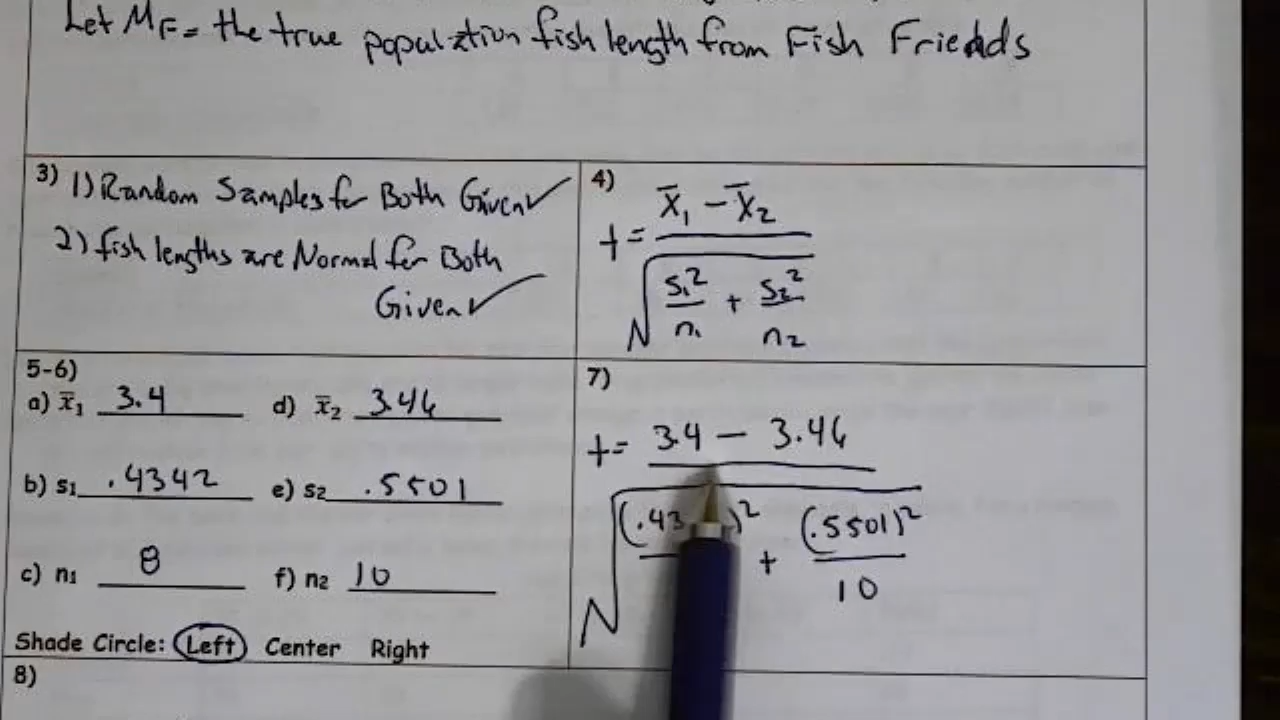 Let MF = the true population fish length from Fish Friends
3) 1) Random Samples for Both Given ✓
2) fish lengths are Normal for Both
Given ✓
4)
t = x̄₁ − x̄₂
√ s₁² / n₁ + s₂² / n₂
5-6)
a) x̄₁ 3.4 d) x̄₂ 3.46
b) s₁ .4342 e) s₂ .5501
c) n₁ 8 f) n₂ 10
Shade Circle: Left Center Right
7)
t = 3.4 − 3.46
√ (.43 )² + (.5501)²
10
8)